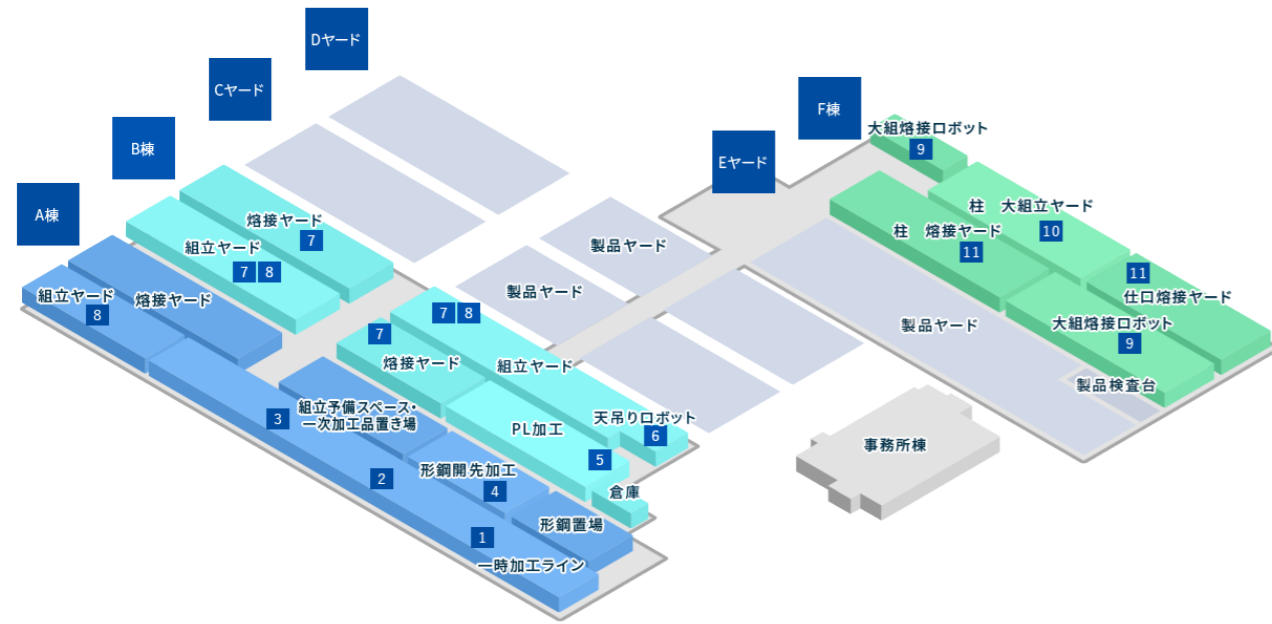 Dヤード
Cヤード
B棟
A棟
F棟
Eヤード
大組熔接ロボット
9
柱 大組立ヤード
10
柱 熔接ヤード
11
11
仕口熔接ヤード
大組熔接ロボット
9
製品検査台
製品ヤード
製品ヤード
製品ヤード
熔接ヤード
7
組立ヤード
7 8
組立ヤード
8
熔接ヤード
7 8
組立ヤード
7
熔接ヤード
天吊りロボット
6
PL加工
5
倉庫
組立予備スペース・
一次加工品置き場
3
2
形鋼開先加工
4
形鋼置場
1
一時加工ライン
事務所棟